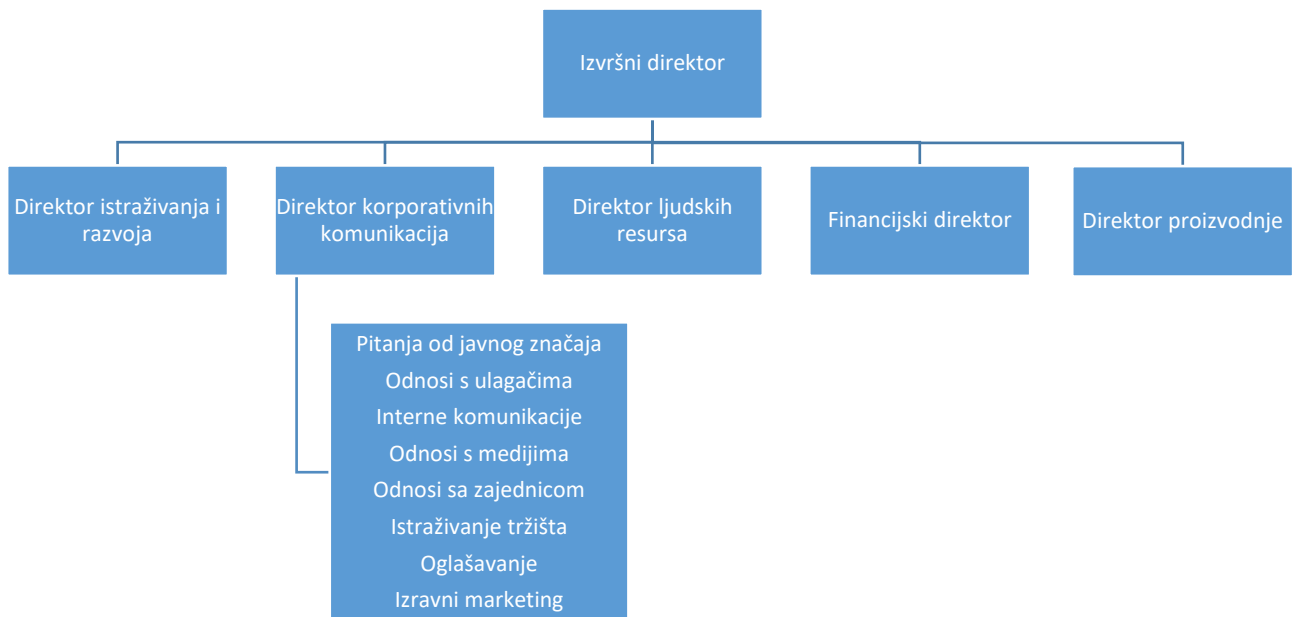 Izvršni direktor
Direktor istraživanja i
razvoja
Direktor korporativnih
komunikacija
Direktor ljudskih
resursa
Financijski direktor
Direktor proizvodnje
Pitanja od javnog značaja
Odnosi s ulagačima
Interne komunikacije
Odnosi s medijima
Odnosi sa zajednicom
Istraživanje tržišta
Oglašavanje
Izravni marketing